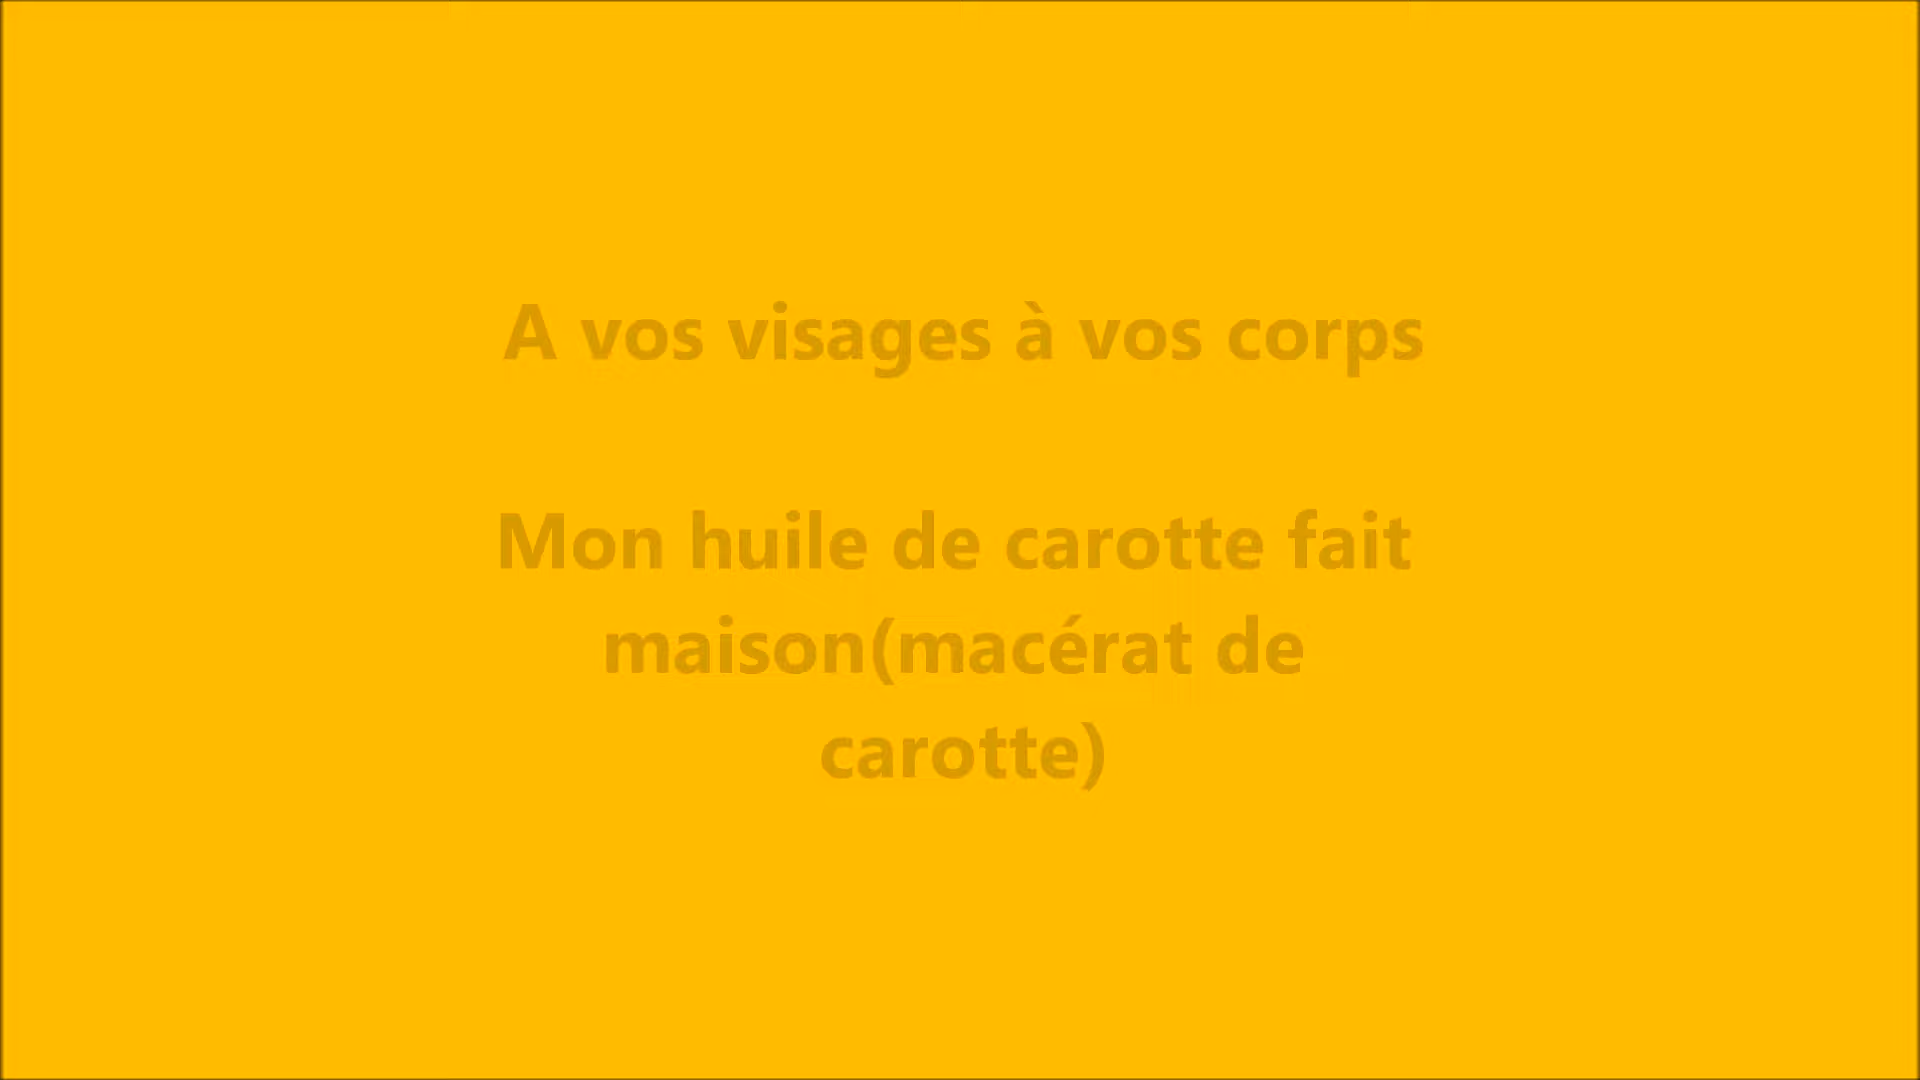 A vos visages à vos corps
Mon huile de carotte fait
maison(macérat de
carotte)